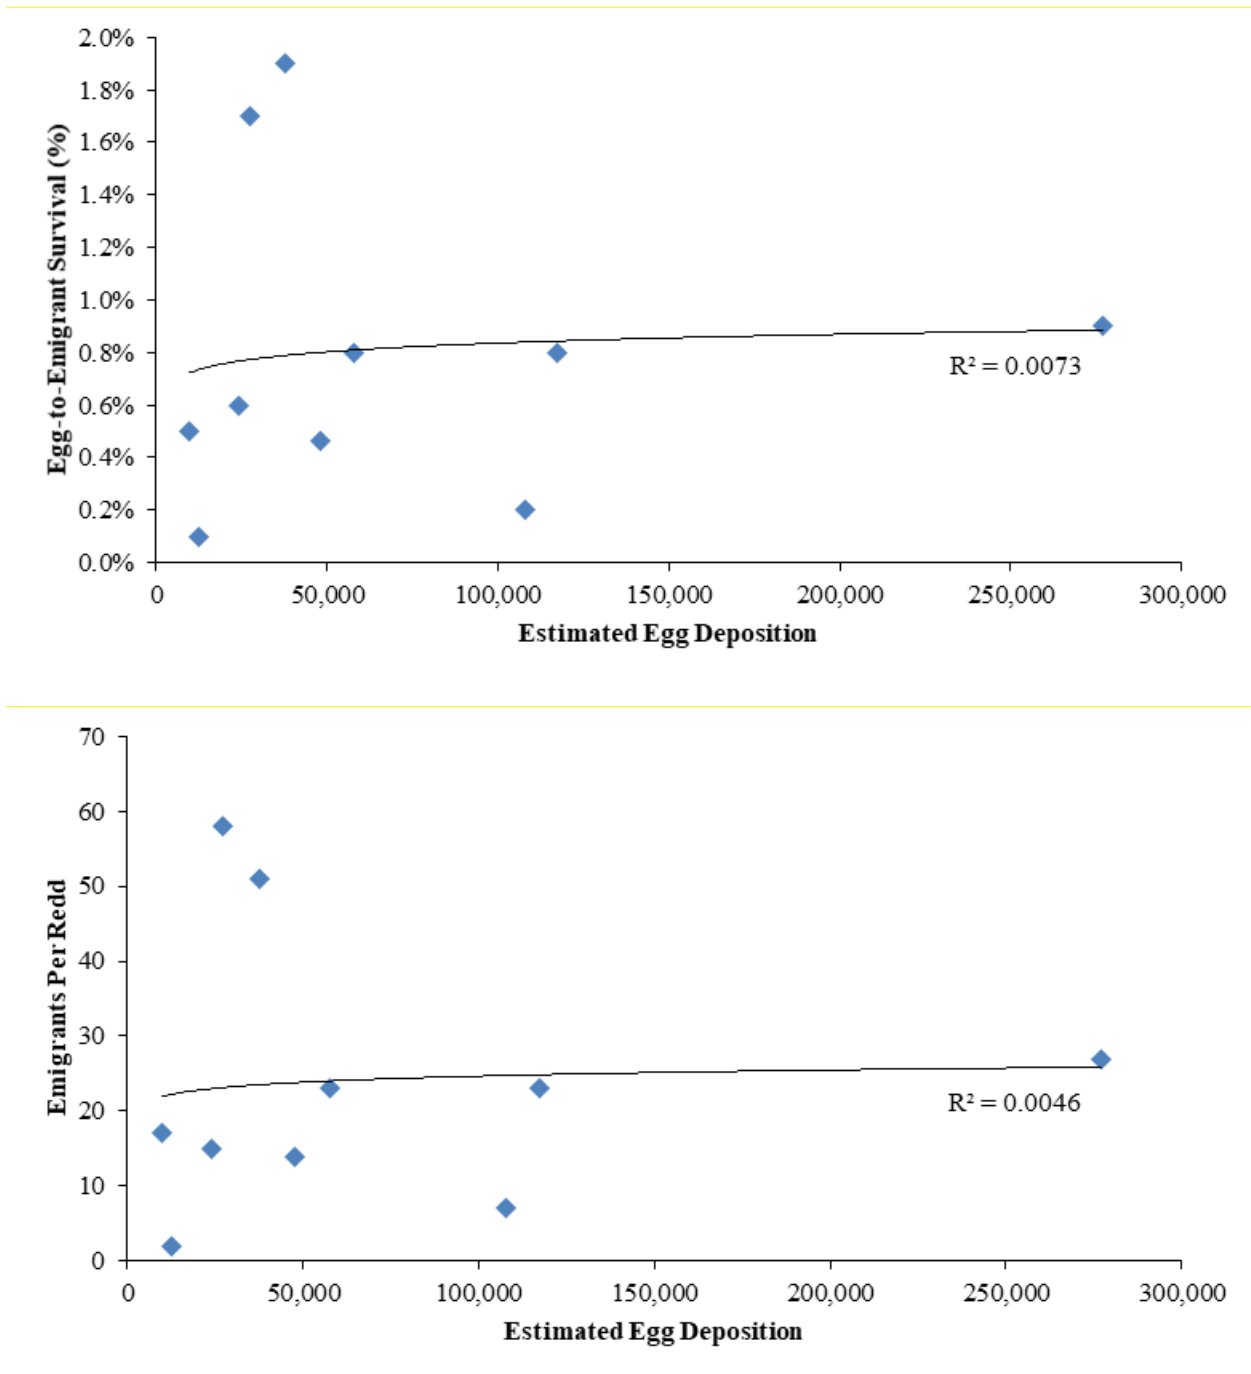 2.0%
1.8%
1.6%
1.4%
1.2%
1.0%
0.8%
0.6%
0.4%
0.2%
0.0%
Egg-to-Emigrant Survival (%)
R² = 0.0073
0 50,000 100,000 150,000 200,000 250,000 300,000
Estimated Egg Deposition
70
60
50
40
30
20
10
0
Emigrants Per Redd
R² = 0.0046
0 50,000 100,000 150,000 200,000 250,000 300,000
Estimated Egg Deposition